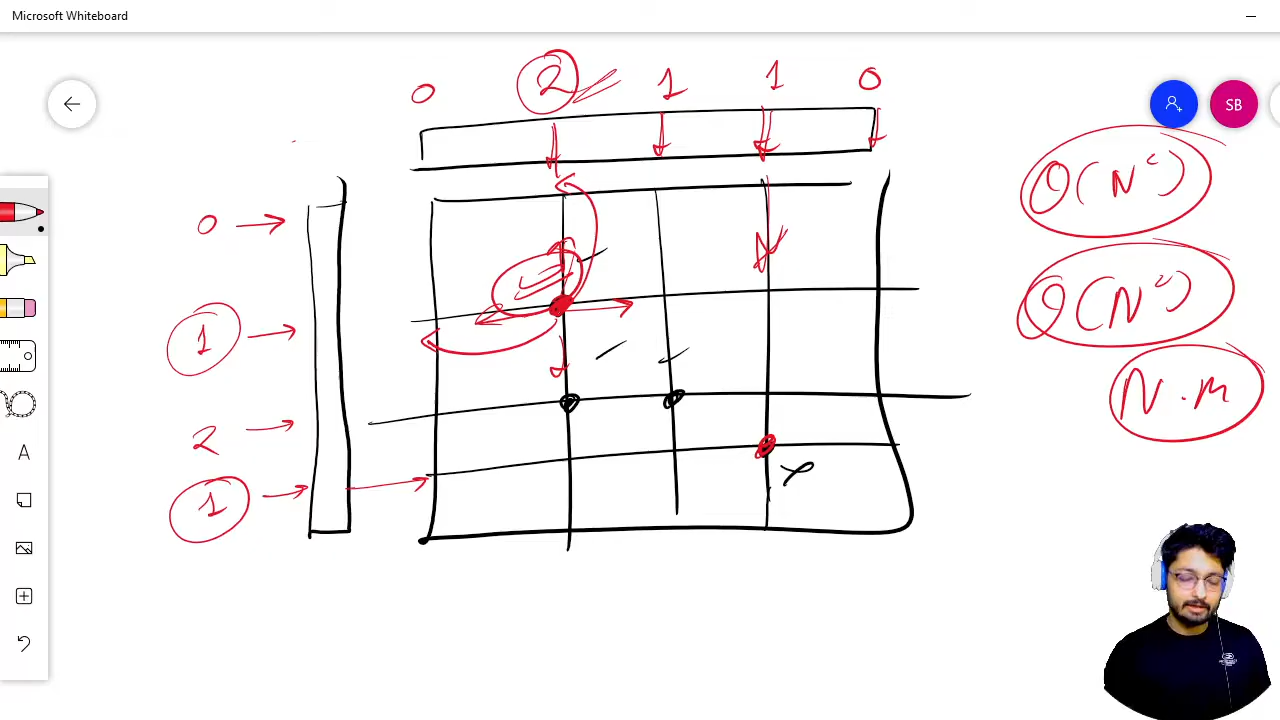 Microsoft Whiteboard
0 2 1 1 0
SB
O(N²)
0
O(N²)
1
N.M
2
A
1